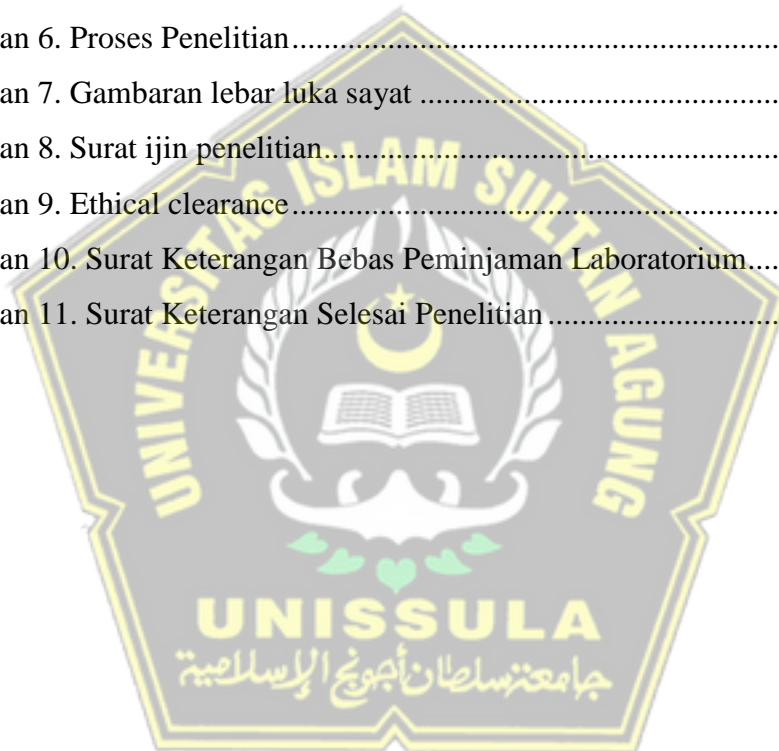 an 6. Proses Penelitian
an 7. Gambaran lebar luka sayat
an 8. Surat ijin penelitian
an 9. Ethical clearance
an 10. Surat Keterangan Bebas Peminjaman Laboratorium
an 11. Surat Keterangan Selesai Penelitian
UNIVERSITAS ISLAM SULTAN AGUNG
UNISSULA
جامعة سلطان أجونج الإسلامية